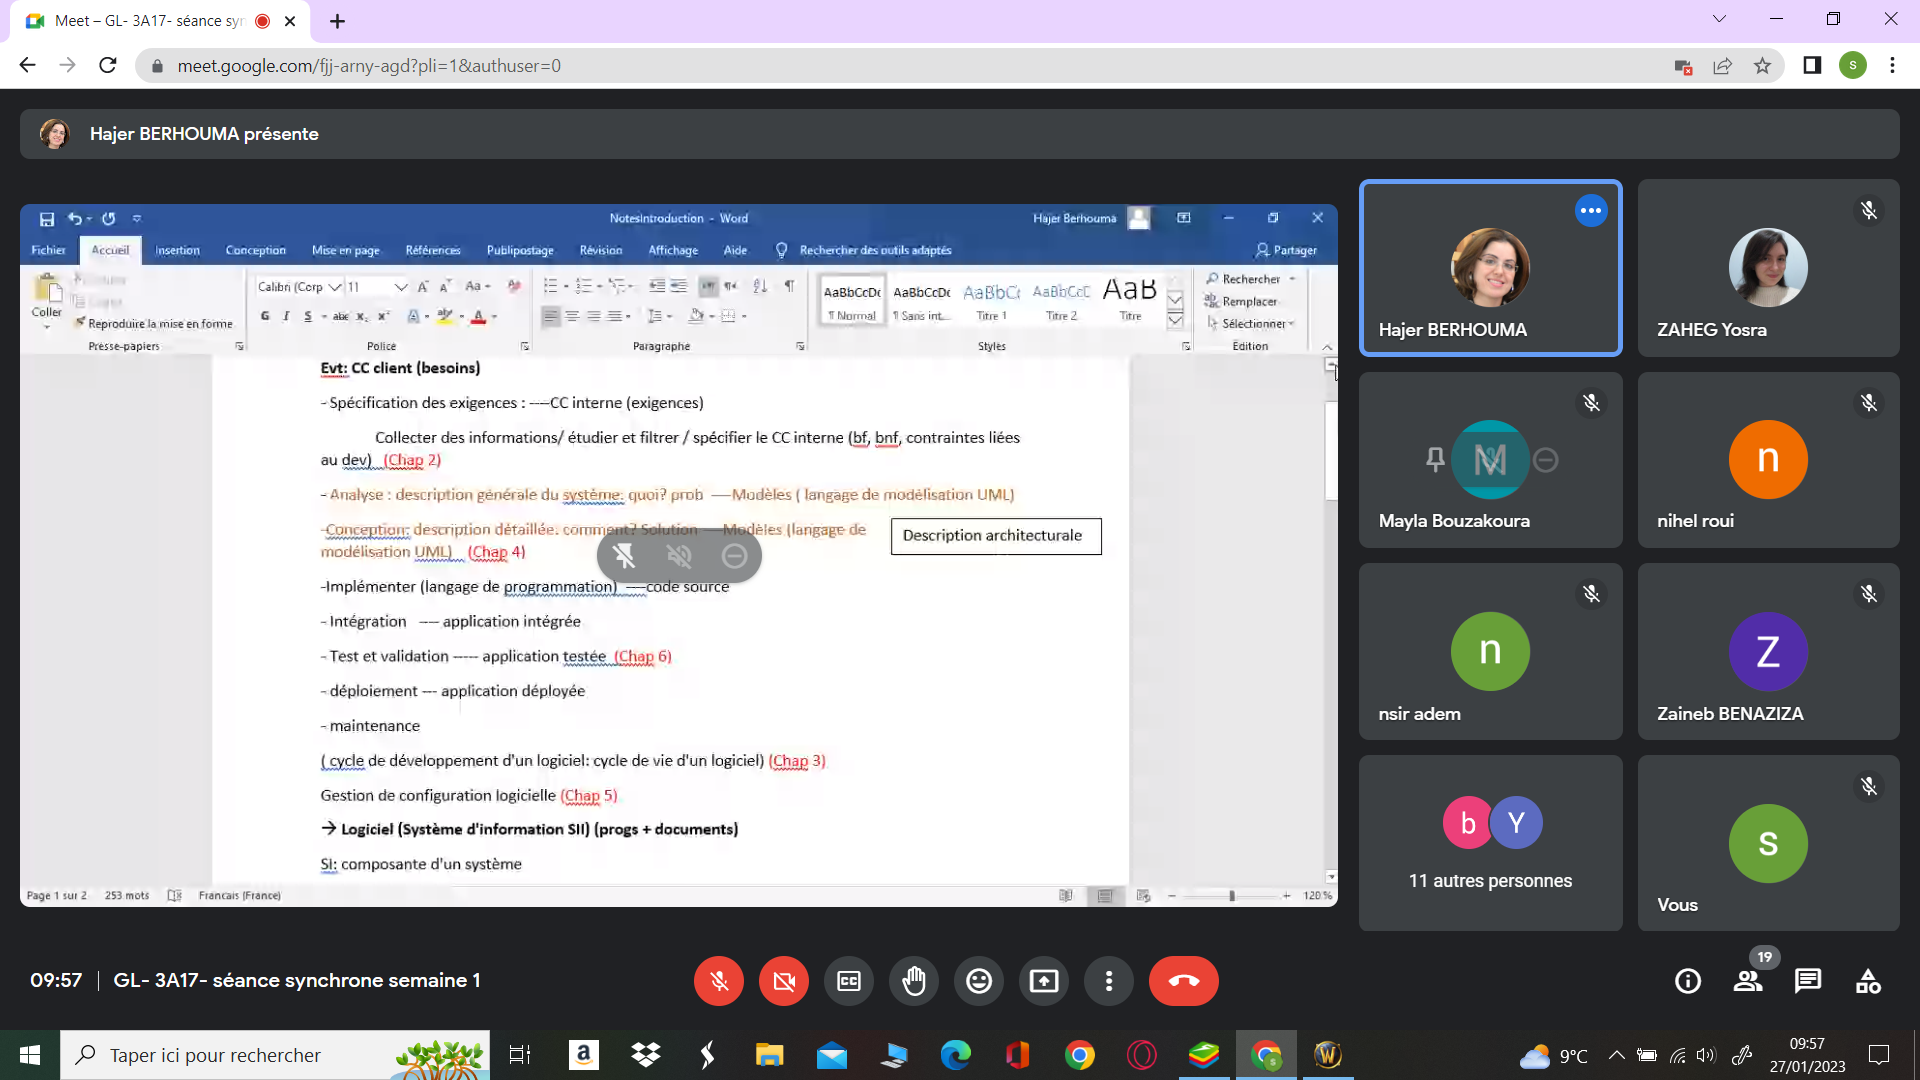 Meet – GL- 3A17- séance syn
meet.google.com/fjj-arny-agd?pli=1&authuser=0
S
Hajer BERHOUMA présente
NotesIntroduction - Word
Hajer Berhouma
Fichier Accueil Insertion Conception Mise en page Références Publipostage Révision Affichage Aide Rechercher des outils adaptés Partager
Coller
Reproduire la mise en forme
Presse-papiers
Calibri (Corp 11
G I S abc x₂ x²
Police
Paragraphe
AaBbCcDc AaBbCcDc AaBbCc AaBbCcC AaB
¶ Normal ¶ Sans int... Titre 1 Titre 2 Titre
Styles
Rechercher
Remplacer
Sélectionner
Edition
Evt: CC client (besoins)
- Spécification des exigences : ----CC interne (exigences)
Collecter des informations/ étudier et filtrer / spécifier le CC interne (bf, bnf, contraintes liées
au dev) (Chap 2)
- Analyse : description générale du système: quoi? prob ----Modèles ( langage de modélisation UML)
-Conception: description détaillée: comment? Solution ----Modèles (langage de
modélisation UML) (Chap 4)
Description architecturale
-Implémenter (langage de programmation) ----code source
- Intégration ---- application intégrée
- Test et validation ----- application testée (Chap 6)
- déploiement --- application déployée
- maintenance
( cycle de développement d'un logiciel: cycle de vie d'un logiciel) (Chap 3)
Gestion de configuration logicielle (Chap 5)
→ Logiciel (Système d'information SII) (progs + documents)
SI: composante d'un système
Page 1 sur 2 253 mots Français (France) 120 %
Hajer BERHOUMA
ZAHEG Yosra
M
Mayla Bouzakoura
n
nihel roui
n
nsir adem
Z
Zaineb BENAZIZA
b Y
11 autres personnes
s
Vous
09:57 | GL- 3A17- séance synchrone semaine 1
19
Taper ici pour rechercher
9°C
09:57
27/01/2023